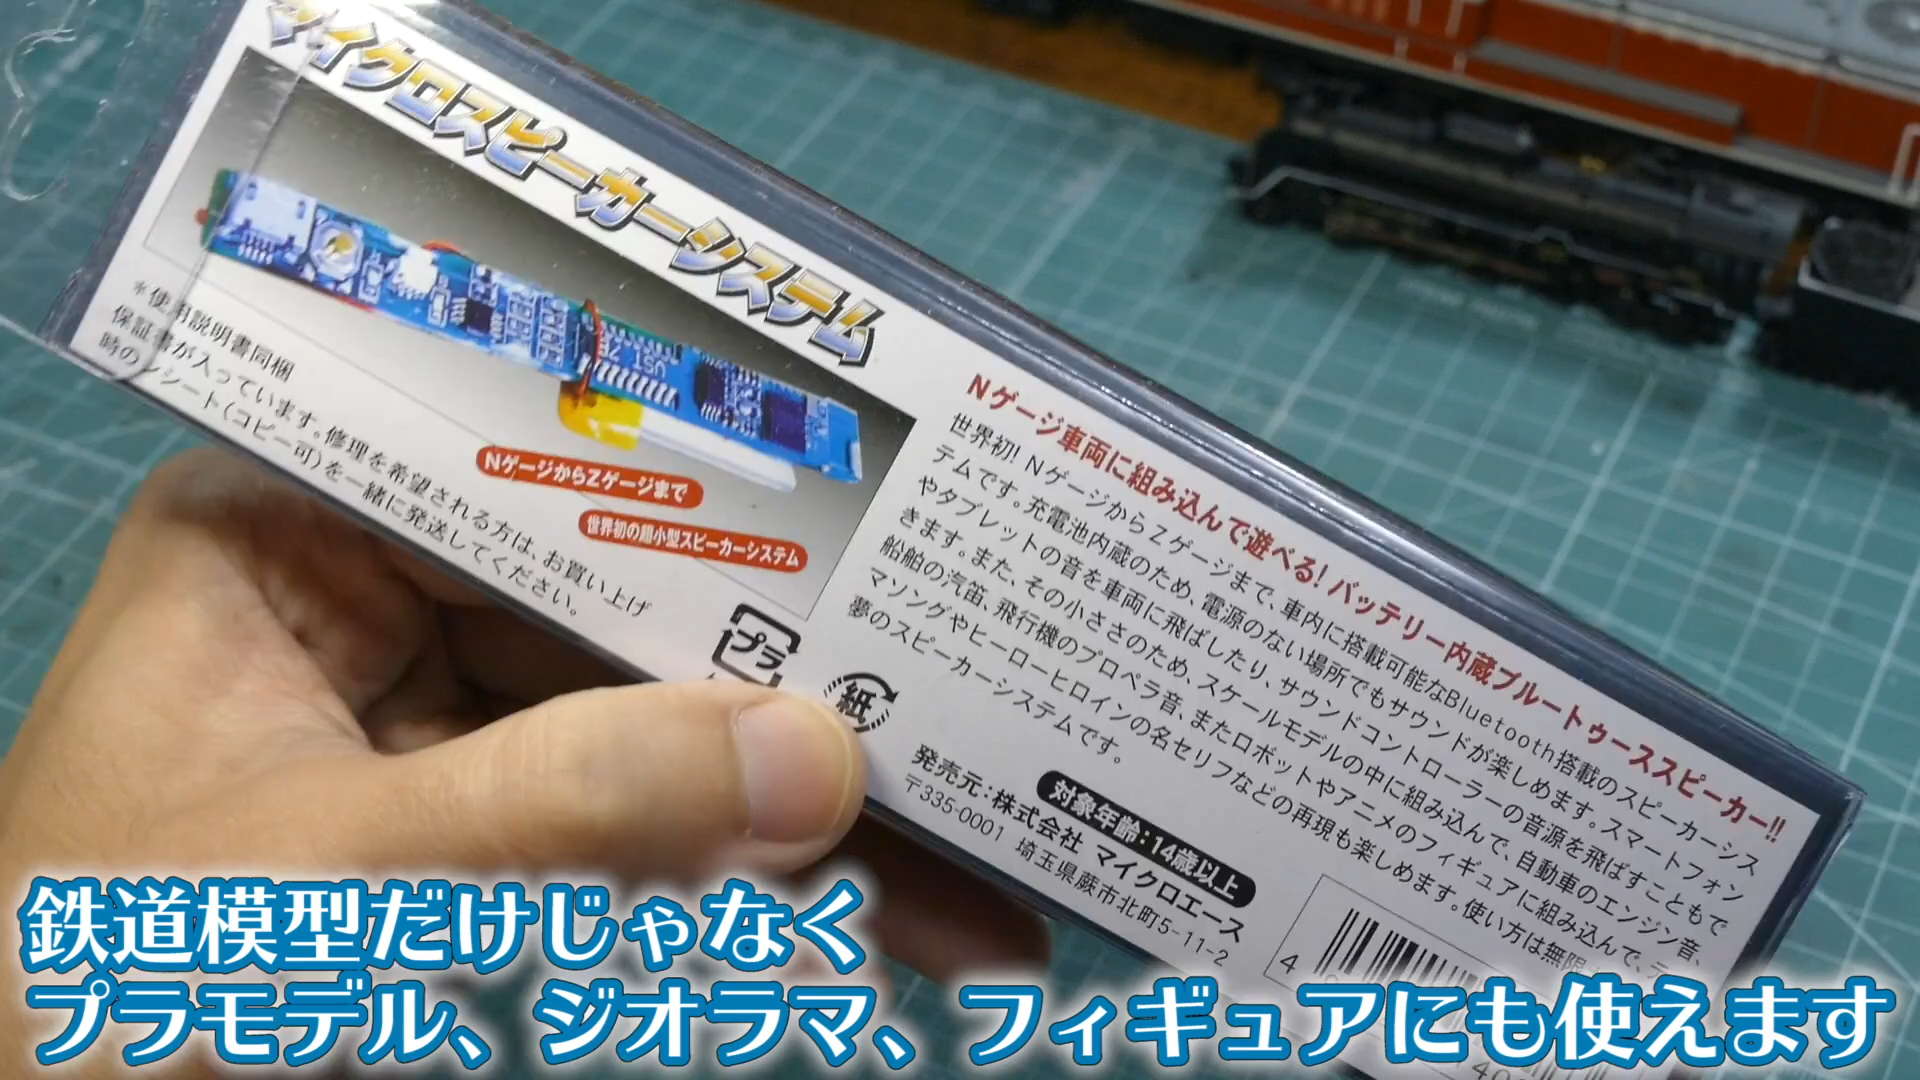 マイクロスピーカーシステム
UST
NゲージからZゲージまで
世界初の超小型スピーカーシステム
＊使用説明書同梱
保証書が入っています。修理を希望される方は、お買い上げ
時のレシート(コピー可)を一緒に発送してください。
プラ
紙
Nゲージ車両に組み込んで遊べる!バッテリー内蔵ブルートゥーススピーカー!!
世界初! NゲージからZゲージまで、車内に搭載可能なBluetooth搭載のスピーカーシス
テムです。充電池内蔵のため、電源のない場所でもサウンドが楽しめます。スマートフォン
やタブレットの音を車両に飛ばしたり、サウンドコントローラーの音源を飛ばすこともで
きます。また、その小ささのため、スケールモデルの中に組み込んで、自動車のエンジン音、
船舶の汽笛、飛行機のプロペラ音、またロボットやアニメのフィギュアに組み込んで、テ
マソングやヒーローヒロインの名セリフなどの再現も楽しめます。使い方は無限
夢のスピーカーシステムです。
対象年齢:14歳以上
発売元:株式会社 マイクロエース
〒335-0001 埼玉県蕨市北町5-11-2
4
鉄道模型だけじゃなく
プラモデル、ジオラマ、フィギュアにも使えます